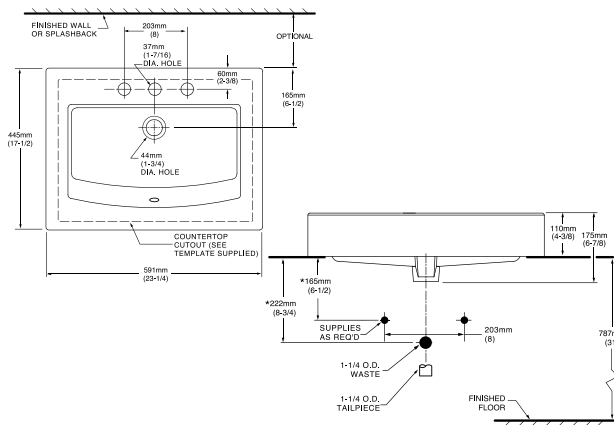 FINISHED WALL
OR SPLASHBACK
203mm
(8)
OPTIONAL
37mm
(1-7/16)
DIA. HOLE
60mm
(2-3/8)
165mm
(6-1/2)
445mm
(17-1/2)
44mm
(1-3/4)
DIA. HOLE
COUNTERTOP
CUTOUT (SEE
TEMPLATE SUPPLIED)
591mm
(23-1/4)
110mm
(4-3/8)
175mm
(6-7/8)
*165mm
(6-1/2)
*222mm
(8-3/4)
SUPPLIES
AS REQ'D
203mm
(8)
787m
(31
1-1/4 O.D.
WASTE
1-1/4 O.D.
TAILPIECE
FINISHED
FLOOR